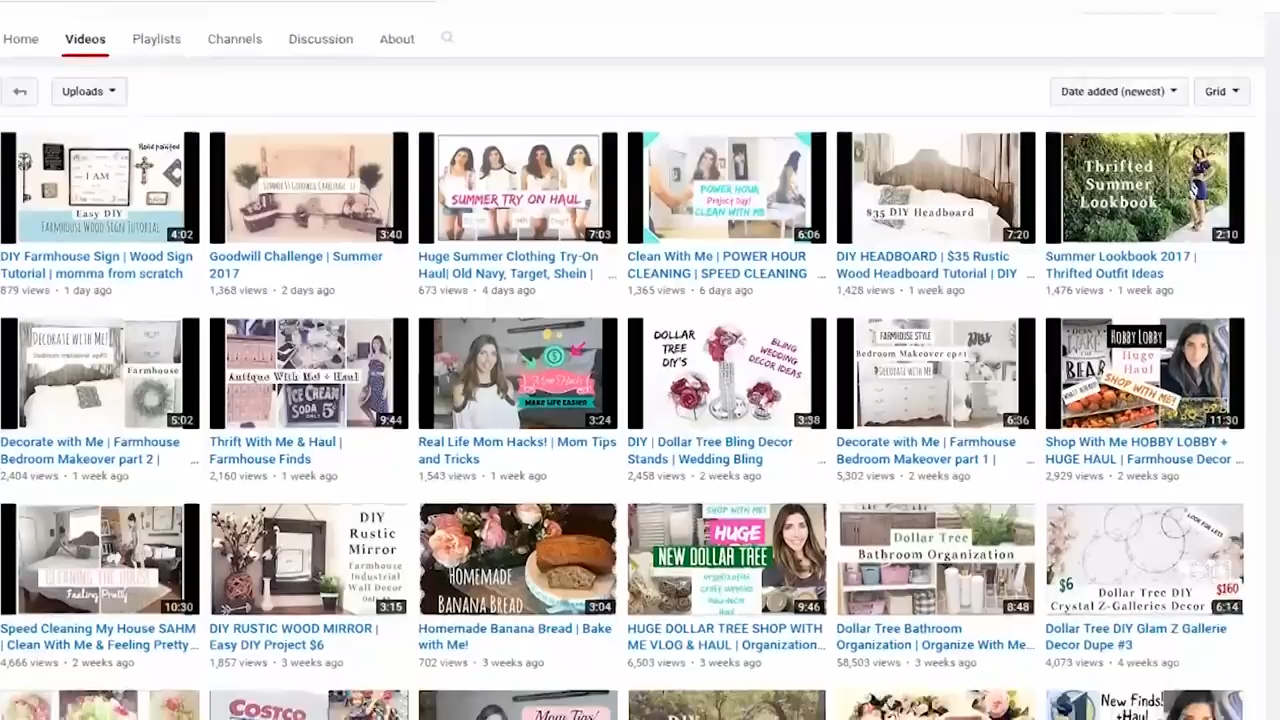 Home Videos Playlists Channels Discussion About
Uploads Date added (newest) Grid
Hand painted
I AM
Easy DIY
FARMHOUSE WOOD SIGN TUTORIAL
4:02
3:40
SUMMER TRY ON HAUL
7:03
POWER HOUR
Project Day!
CLEAN WITH ME
6:06
$35 DIY Headboard
7:20
Thrifted
Summer
Lookbook
2:10
DIY Farmhouse Sign | Wood Sign
Tutorial | momma from scratch
879 views • 1 day ago
Goodwill Challenge | Summer
2017
1,368 views • 2 days ago
Huge Summer Clothing Try-On
Haul| Old Navy, Target, Shein | ...
673 views • 4 days ago
Clean With Me | POWER HOUR
CLEANING | SPEED CLEANING ...
1,365 views • 6 days ago
DIY HEADBOARD | $35 Rustic
Wood Headboard Tutorial | DIY ...
1,428 views • 1 week ago
Summer Lookbook 2017 |
Thrifted Outfit Ideas
1,476 views • 1 week ago
DECORATE WITH ME!
Farmhouse
5:02
Antique With Me! + Haul
ICE CREAM
SODA 5¢
9:44
MAKE LIFE EASIER
3:24
DOLLAR
TREE
DIY'S
BLING
WEDDING
DECOR IDEAS
3:38
FARMHOUSE STYLE
Bedroom Makeover ep#1
DECORATE WITH ME
6:36
HOBBY LOBBY
Huge
Haul
BEAR
SHOP WITH ME!
11:30
Decorate with Me | Farmhouse
Bedroom Makeover part 2 | ...
2,404 views • 1 week ago
Thrift With Me & Haul |
Farmhouse Finds
2,160 views • 1 week ago
Real Life Mom Hacks! | Mom Tips
and Tricks
1,543 views • 1 week ago
DIY | Dollar Tree Bling Decor
Stands | Wedding Bling ...
2,458 views • 2 weeks ago
Decorate with Me | Farmhouse
Bedroom Makeover part 1 | ...
5,302 views • 2 weeks ago
Shop With Me HOBBY LOBBY +
HUGE HAUL | Farmhouse Decor ...
2,929 views • 2 weeks ago
CLEANING THE HOUSE
Feeling Pretty
10:30
DIY
Rustic
Mirror
Farmhouse
Industrial
Wall Decor
3:15
HOMEMADE
BANANA BREAD
3:04
SHOP WITH ME!
HUGE
NEW DOLLAR TREE
9:46
Dollar Tree
Bathroom Organization
8:48
LOOK FOR LESS
$6
$160
Dollar Tree DIY
Crystal Z-Galleries Decor
6:14
Speed Cleaning My House SAHM
| Clean With Me & Feeling Pretty...
4,666 views • 2 weeks ago
DIY RUSTIC WOOD MIRROR |
Easy DIY Project $6
1,857 views • 3 weeks ago
Homemade Banana Bread | Bake
with Me!
702 views • 3 weeks ago
HUGE DOLLAR TREE SHOP WITH
ME VLOG & HAUL | Organization...
6,503 views • 3 weeks ago
Dollar Tree Bathroom
Organization | Organize With Me...
58,503 views • 3 weeks ago
Dollar Tree DIY Glam Z Gallerie
Decor Dupe #3
4,073 views • 4 weeks ago
COSTCO
Mom Tips!
New Finds!
+Haul